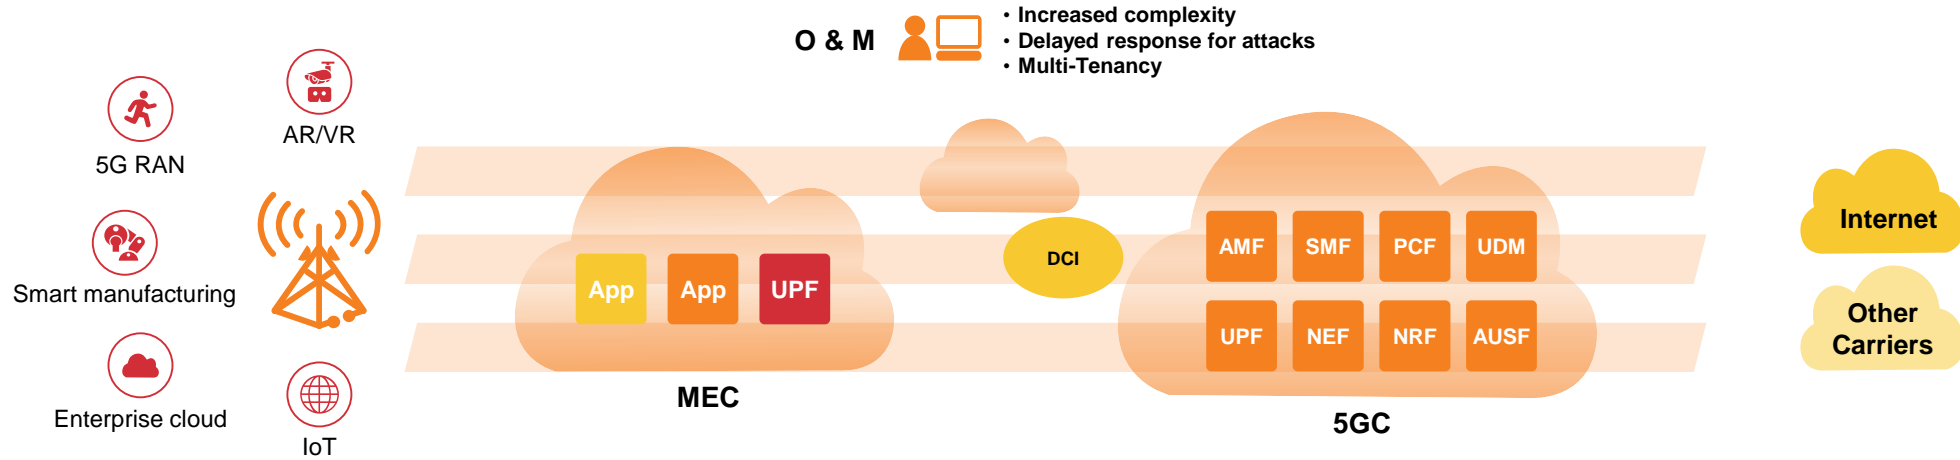 O & M
• Increased complexity
• Delayed response for attacks
• Multi-Tenancy
AR/VR
5G RAN
Smart manufacturing
Enterprise cloud
IoT
App
App
UPF
MEC
DCI
AMF
SMF
PCF
UDM
UPF
NEF
NRF
AUSF
5GC
Internet
Other
Carriers